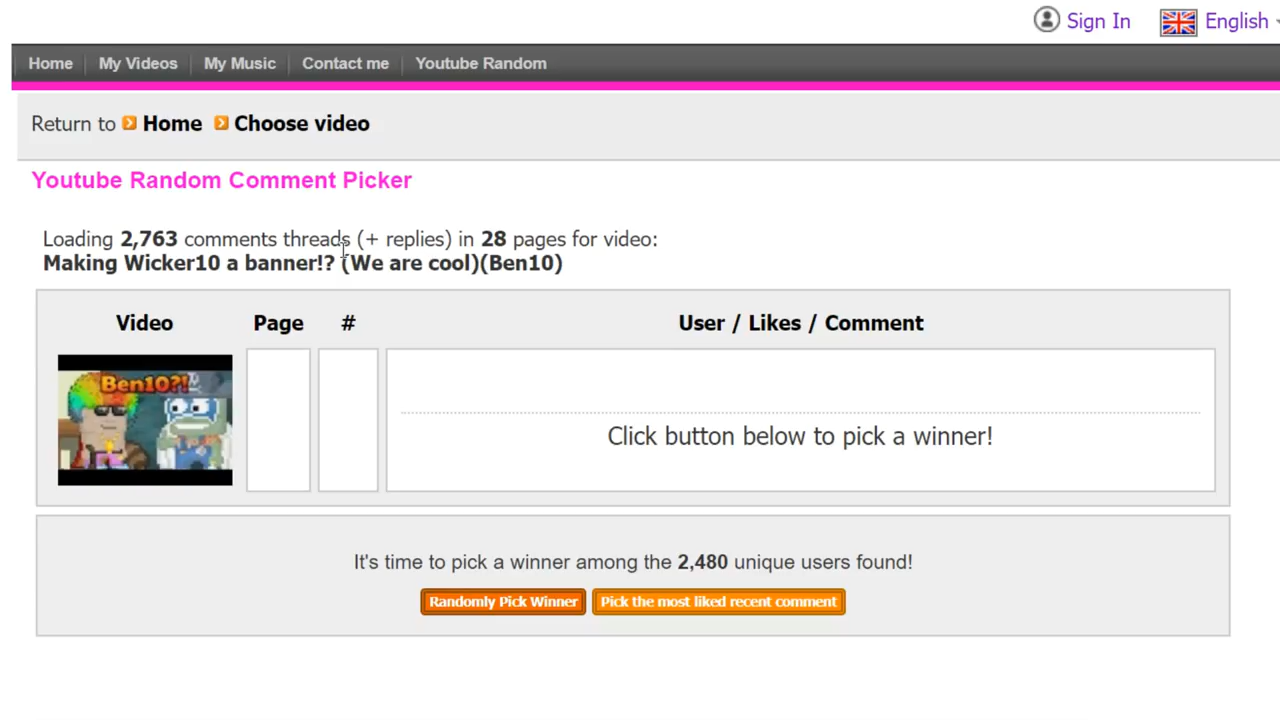 Sign In English
Home My Videos My Music Contact me Youtube Random
Return to Home Choose video
Youtube Random Comment Picker
Loading 2,763 comments threads (+ replies) in 28 pages for video:
Making Wicker10 a banner!? (We are cool)(Ben10)
Video Page # User / Likes / Comment
Ben10?!
Click button below to pick a winner!
It's time to pick a winner among the 2,480 unique users found!
Randomly Pick Winner Pick the most liked recent comment